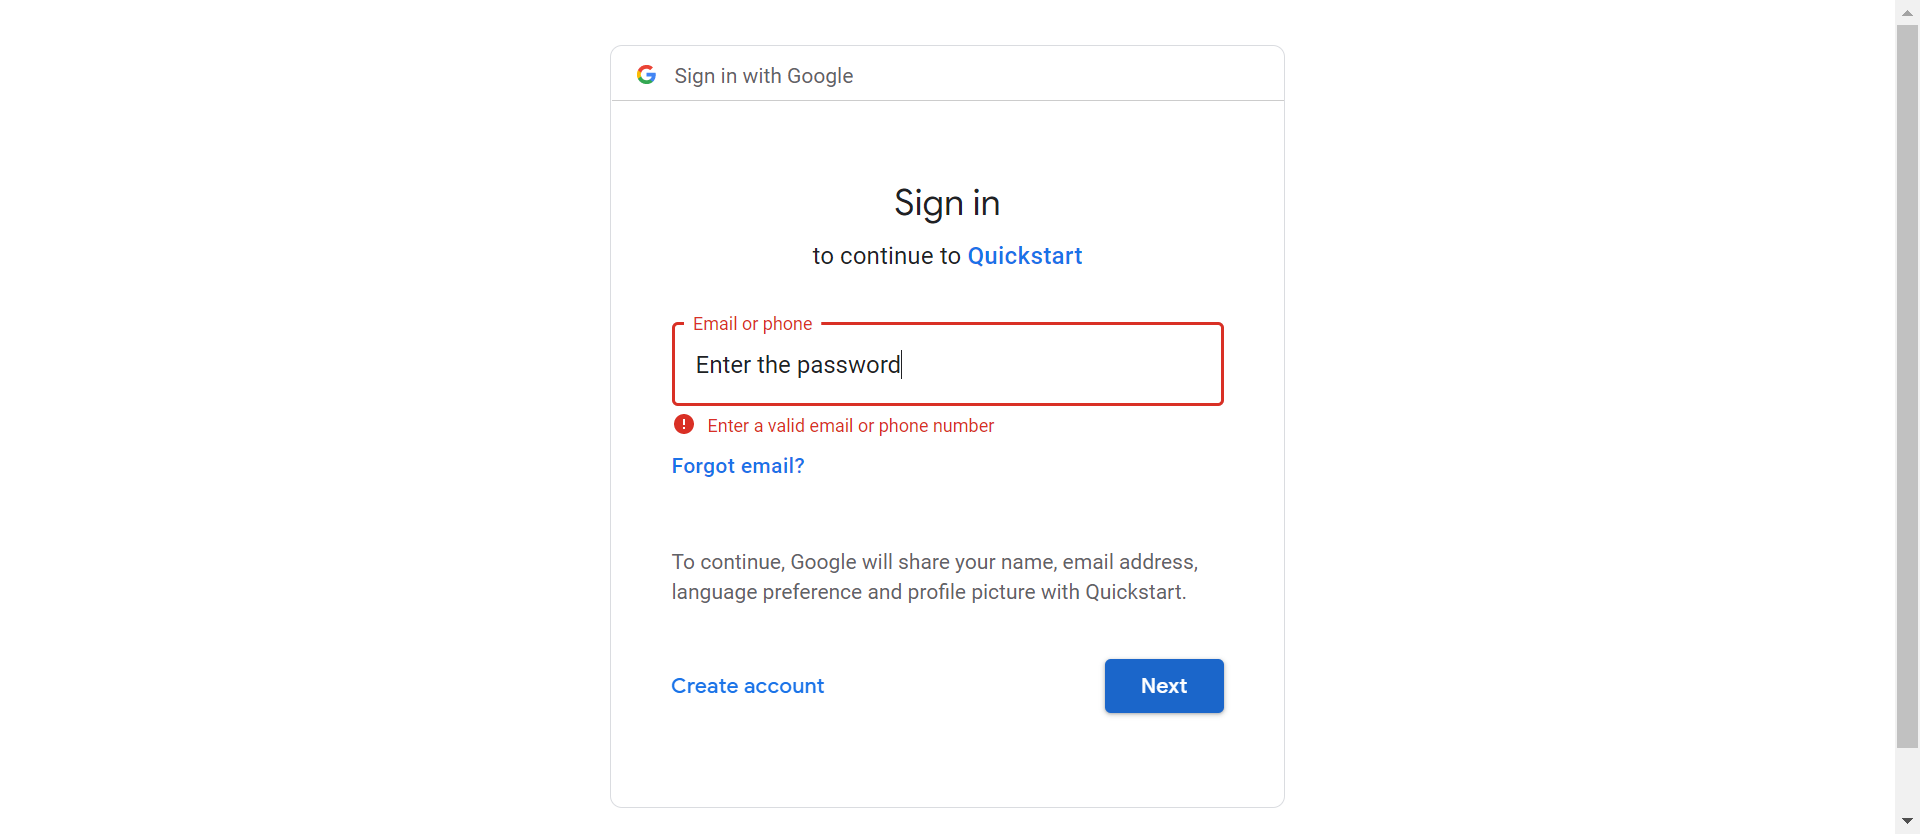 Sign in with Google
Sign in
to continue to Quickstart
Email or phone
Enter the password
Enter a valid email or phone number
Forgot email?
To continue, Google will share your name, email address,
language preference and profile picture with Quickstart.
Create account
Next